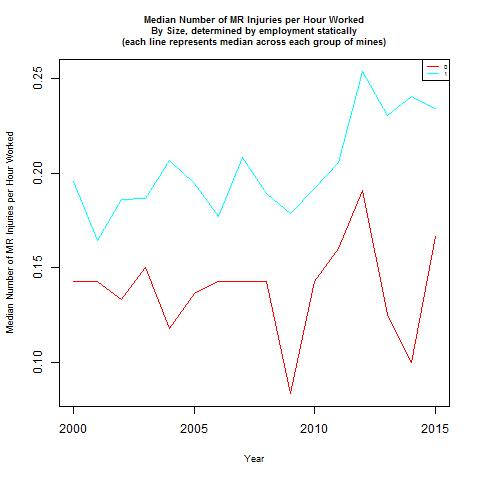 Median Number of MR Injuries per Hour Worked
By Size, determined by employment statically
(each line represents median across each group of mines)
0
1
Median Number of MR Injuries per Hour Worked
0.25
0.20
0.15
0.10
2000 2005 2010 2015
Year